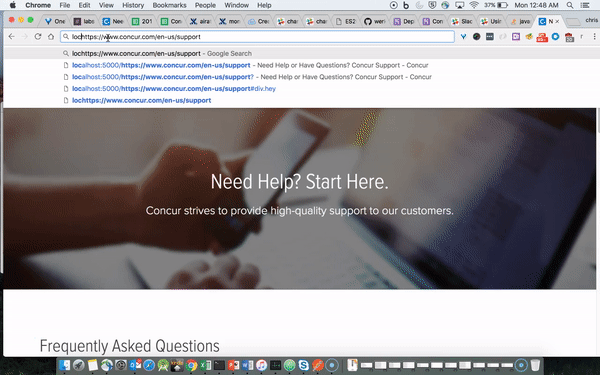 Chrome File Edit View History Bookmarks People Window Help 37% Mon 12:48 AM
One labs Nee 201 Con aira mos Crea char ES2 wer Dep Con Slac Usin java C N chris
lochttps://www.concur.com/en-us/support
lochttps://www.concur.com/en-us/support - Google Search
localhost:5000/https://www.concur.com/en-us/support - Need Help or Have Questions? Concur Support - Concur
localhost:5000/https://www.concur.com/en-us/support? - Need Help or Have Questions? Concur Support - Concur
localhost:5000/https://www.concur.com/en-us/support#div.hey
lochttps://www.concur.com/en-us/support
Need Help? Start Here.
Concur strives to provide high-quality support to our customers.
Frequently Asked Questions